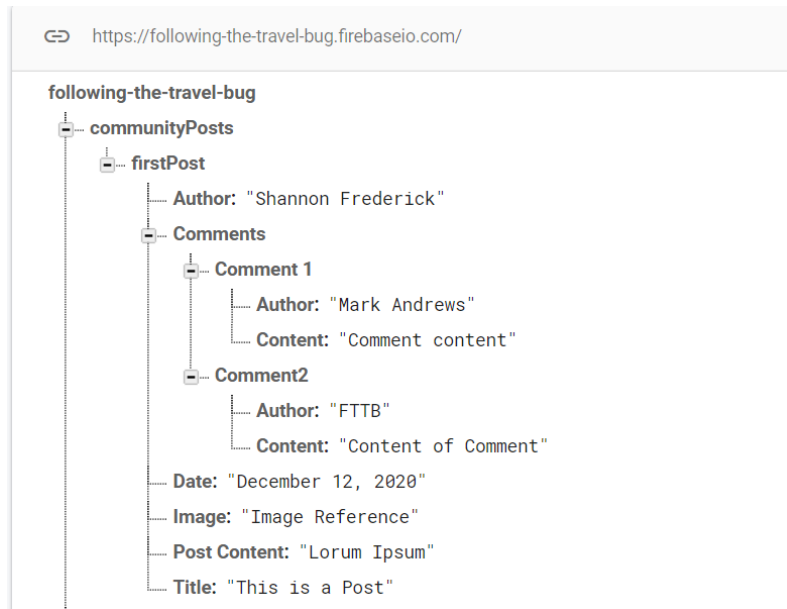 https://following-the-travel-bug.firebaseio.com/
following-the-travel-bug
communityPosts
firstPost
Author: "Shannon Frederick"
Comments
Comment 1
Author: "Mark Andrews"
Content: "Comment content"
Comment2
Author: "FTTB"
Content: "Content of Comment"
Date: "December 12, 2020"
Image: "Image Reference"
Post Content: "Lorum Ipsum"
Title: "This is a Post"